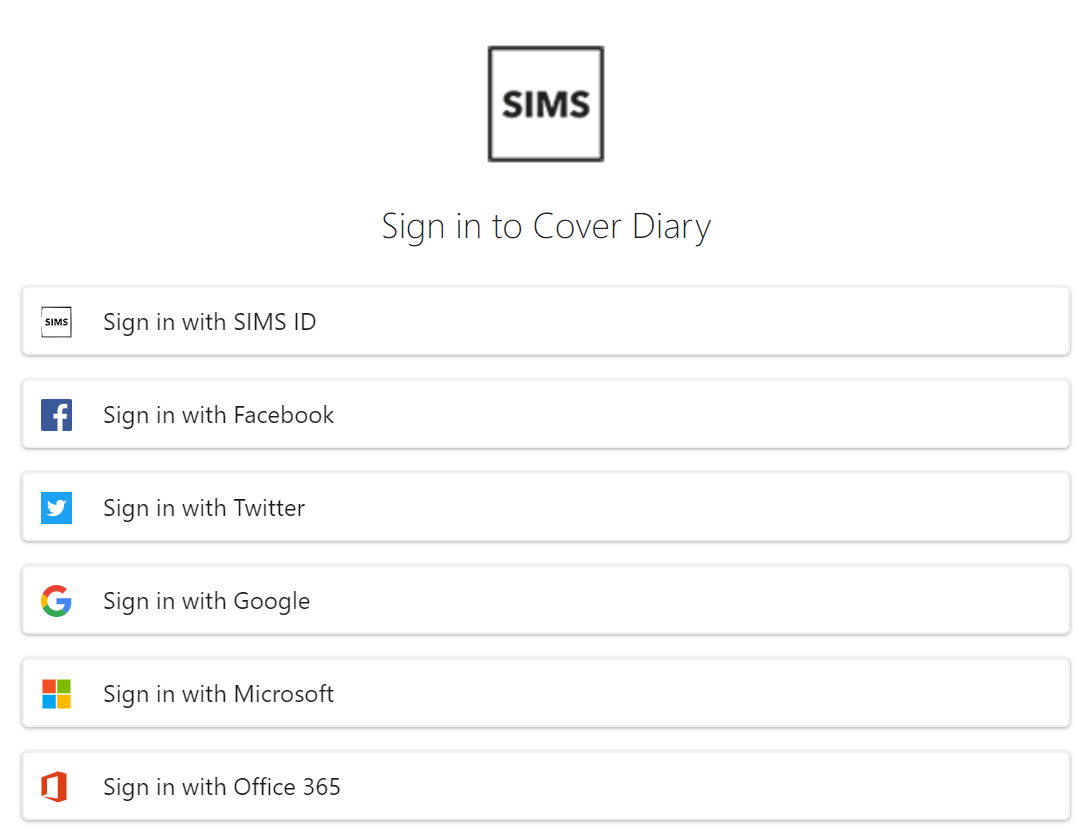 SIMS
Sign in to Cover Diary
SIMS
Sign in with SIMS ID
Sign in with Facebook
Sign in with Twitter
Sign in with Google
Sign in with Microsoft
Sign in with Office 365